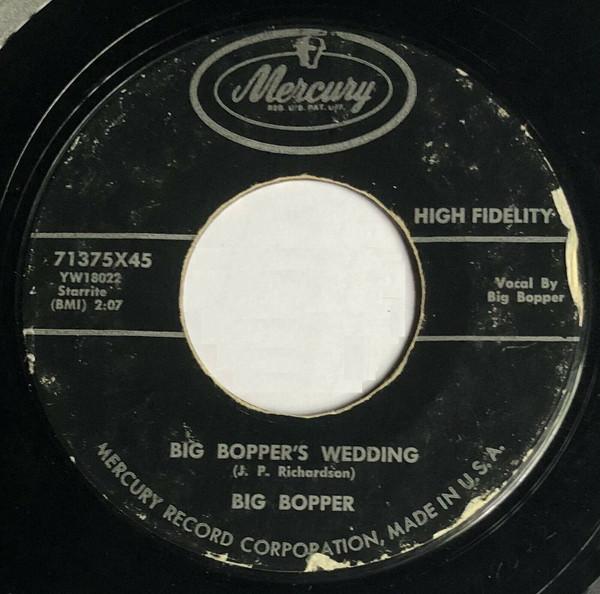 Mercury
REG. U.S. PAT. OFF.
HIGH FIDELITY
71375X45
YW18022
Starrite
(BMI) 2:07
Vocal By
Big Bopper
BIG BOPPER'S WEDDING
(J. P. Richardson)
BIG BOPPER
MERCURY RECORD CORPORATION, MADE IN U.S.A.